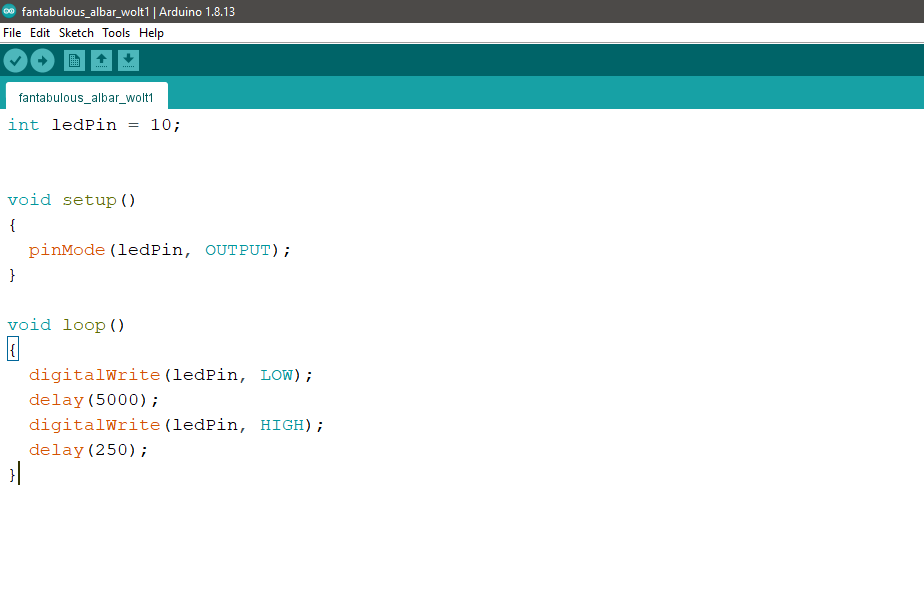 fantabulous_albar_wolt1 | Arduino 1.8.13
File Edit Sketch Tools Help
fantabulous_albar_wolt1
int ledPin = 10;
void setup()
{
  pinMode(ledPin, OUTPUT);
}
void loop()
{
  digitalWrite(ledPin, LOW);
  delay(5000);
  digitalWrite(ledPin, HIGH);
  delay(250);
}